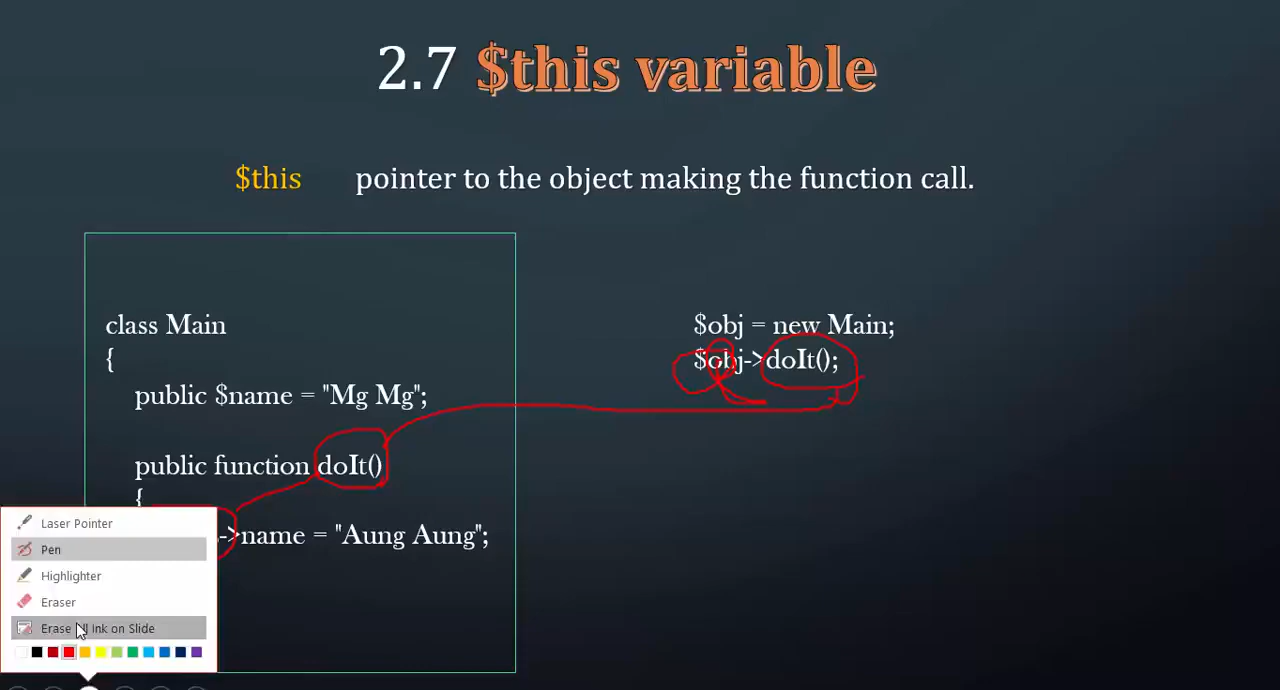 2.7 $this variable
$this pointer to the object making the function call.
class Main
{
public $name = "Mg Mg";
public function doIt()
{
->name = "Aung Aung";
$obj = new Main;
$obj->doIt();
Laser Pointer
Pen
Highlighter
Eraser
Erase All Ink on Slide